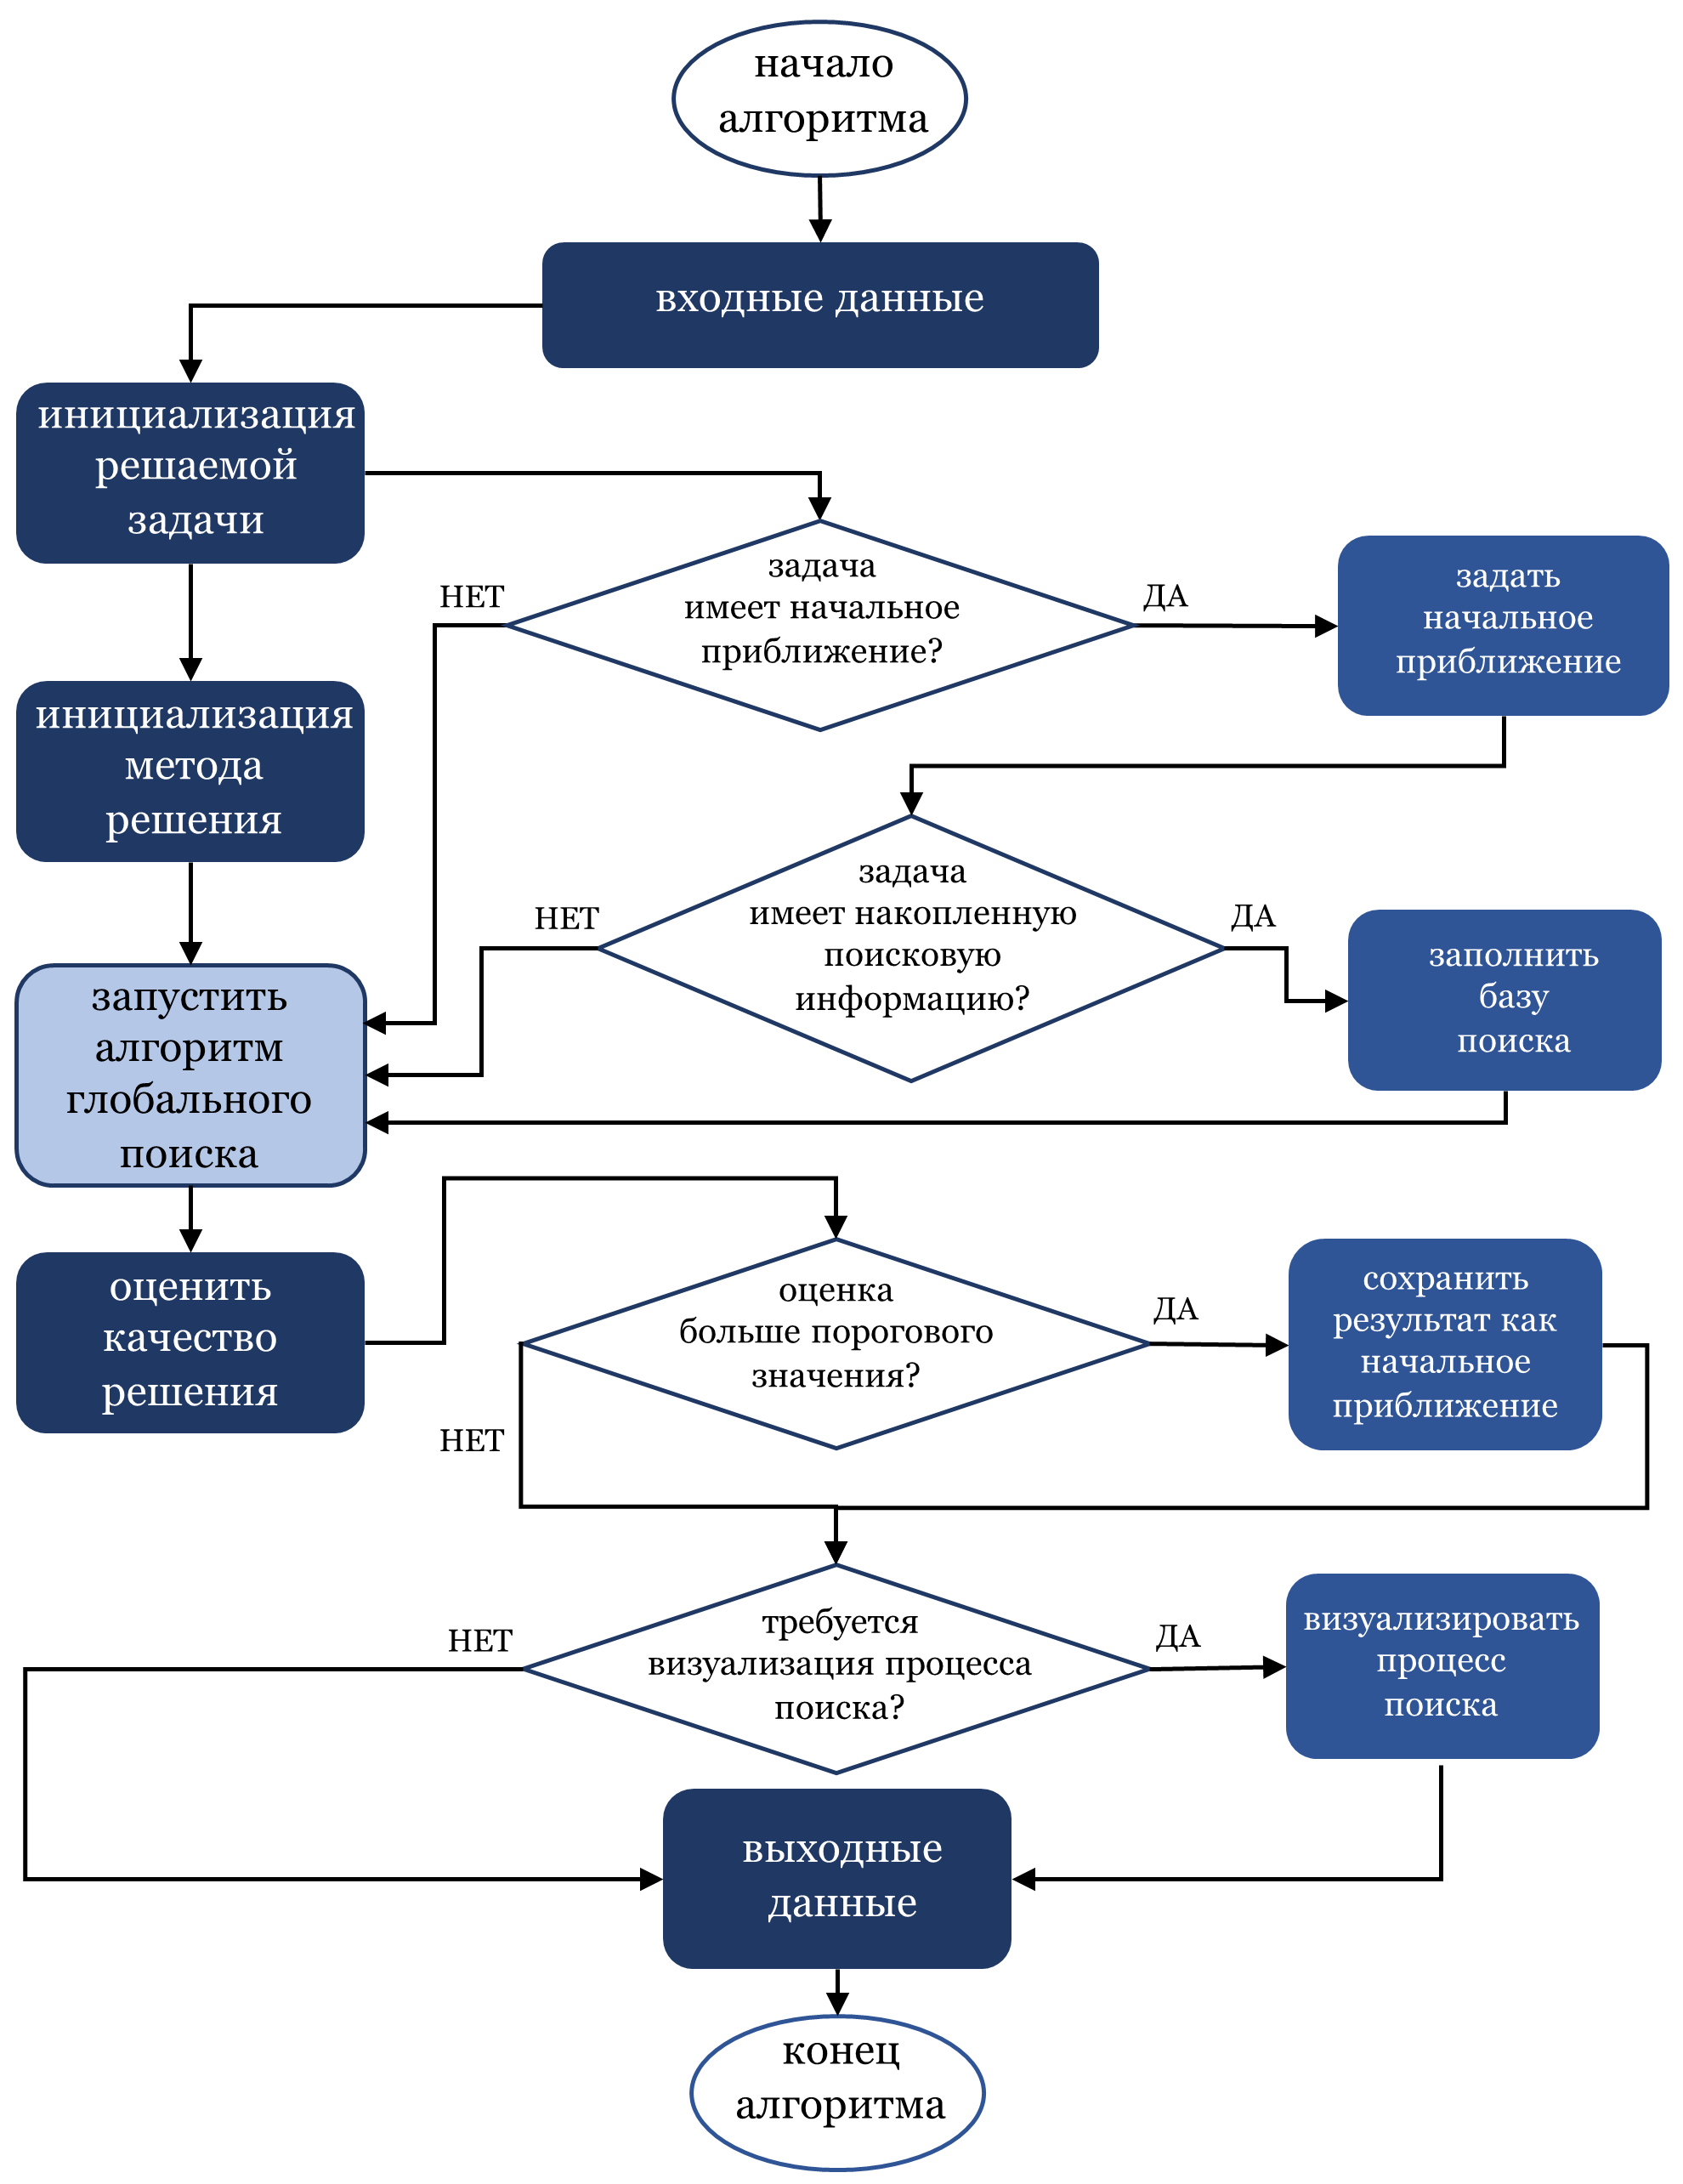 начало
алгоритма
входные данные
инициализация
решаемой
задачи
задача
имеет начальное
приближение?
НЕТ
ДА
задать
начальное
приближение
инициализация
метода
решения
задача
имеет накопленную
поисковую
информацию?
НЕТ
ДА
заполнить
базу
поиска
запустить
алгоритм
глобального
поиска
оценить
качество
решения
оценка
больше порогового
значения?
ДА
НЕТ
сохранить
результат как
начальное
приближение
требуется
визуализация процесса
поиска?
НЕТ
ДА
визуализировать
процесс
поиска
выходные
данные
конец
алгоритма